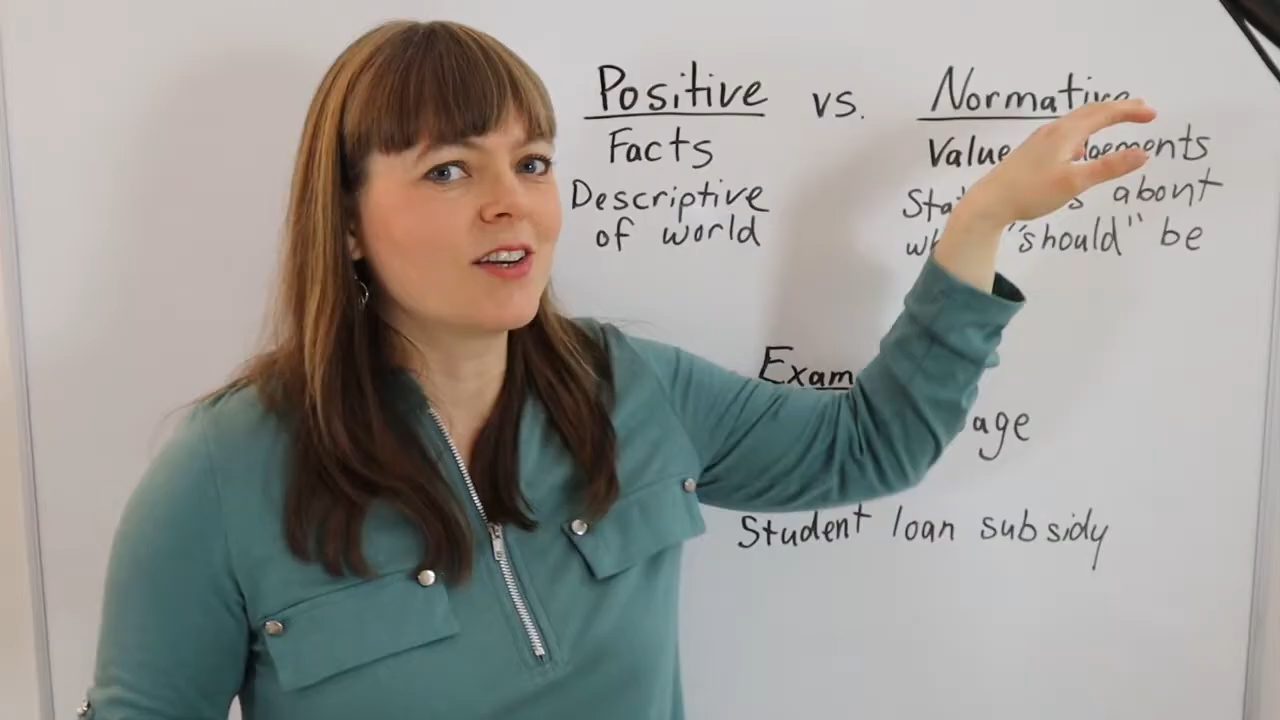 Positive vs. Normative
Facts
Descriptive
of world
Value
about
"should" be
Exam
age
Student loan subsidy